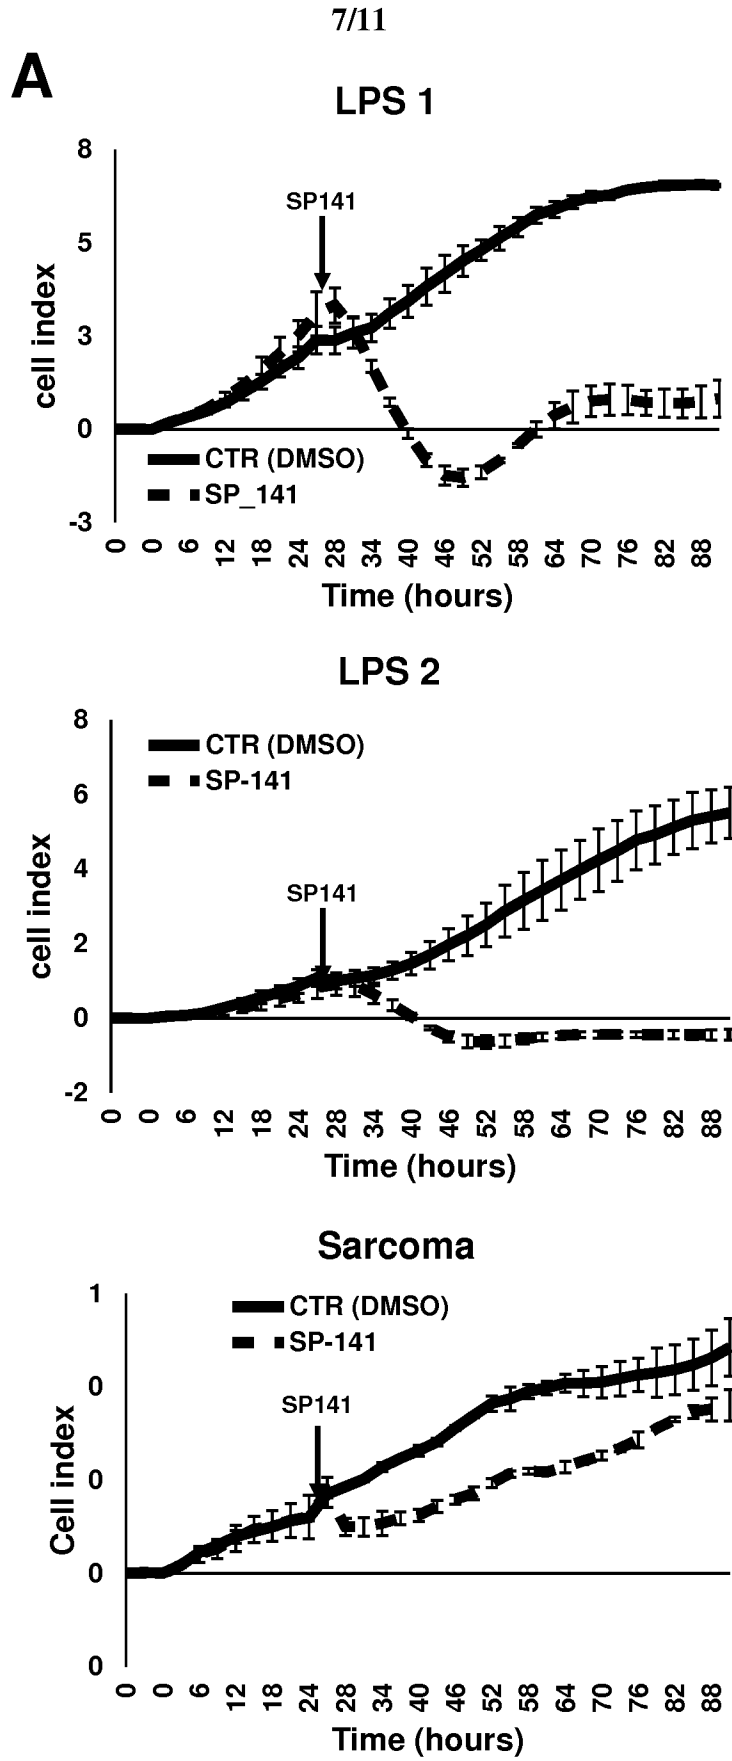 7/11
A
LPS 1
8
5
3
0
-3
cell index
SP141
CTR (DMSO)
SP_141
0 0 6 12 18 24 28 34 40 46 52 58 64 70 76 82 88
Time (hours)
LPS 2
8
6
4
2
0
-2
cell index
CTR (DMSO)
SP-141
SP141
0 0 6 12 18 24 28 34 40 46 52 58 64 70 76 82 88
Time (hours)
Sarcoma
1
0
0
0
0
Cell index
CTR (DMSO)
SP-141
SP141
0 0 6 12 18 24 28 34 40 46 52 58 64 70 76 82 88
Time (hours)